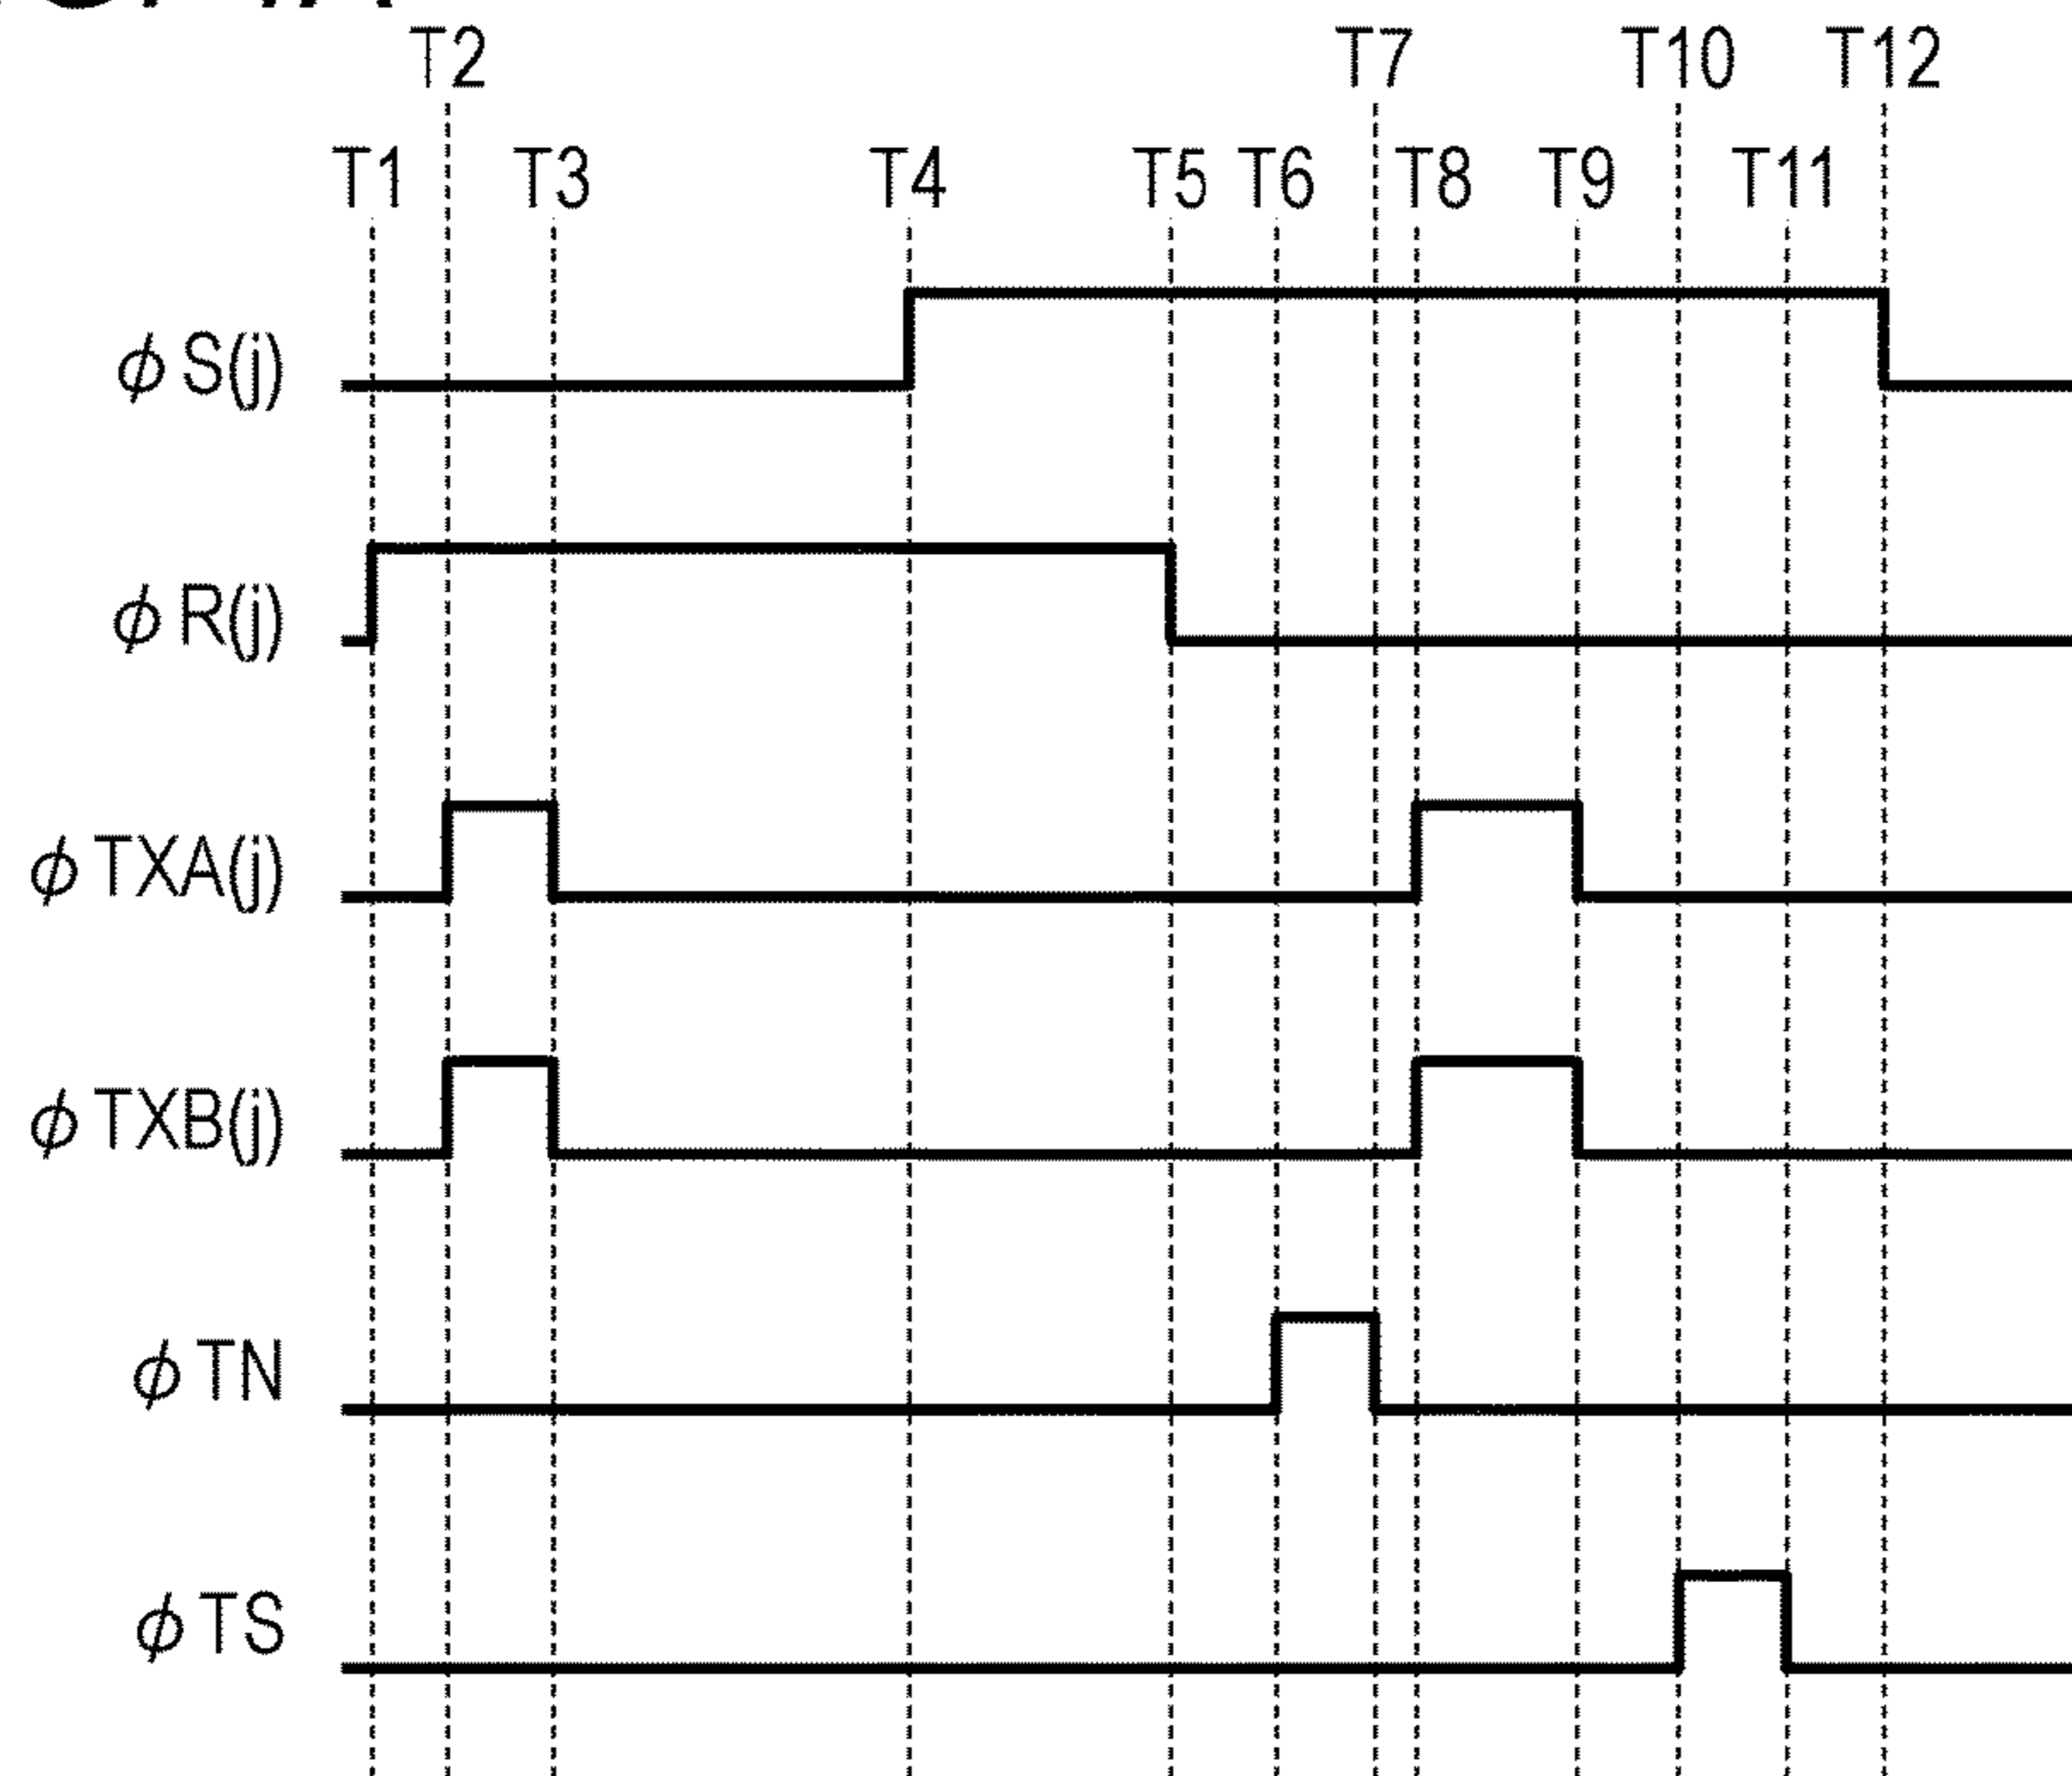 T2 T7 T10 T12
T1 T3 T4 T5 T6 T8 T9 T11
ϕS(j)
ϕR(j)
ϕTXA(j)
ϕTXB(j)
ϕTN
ϕTS